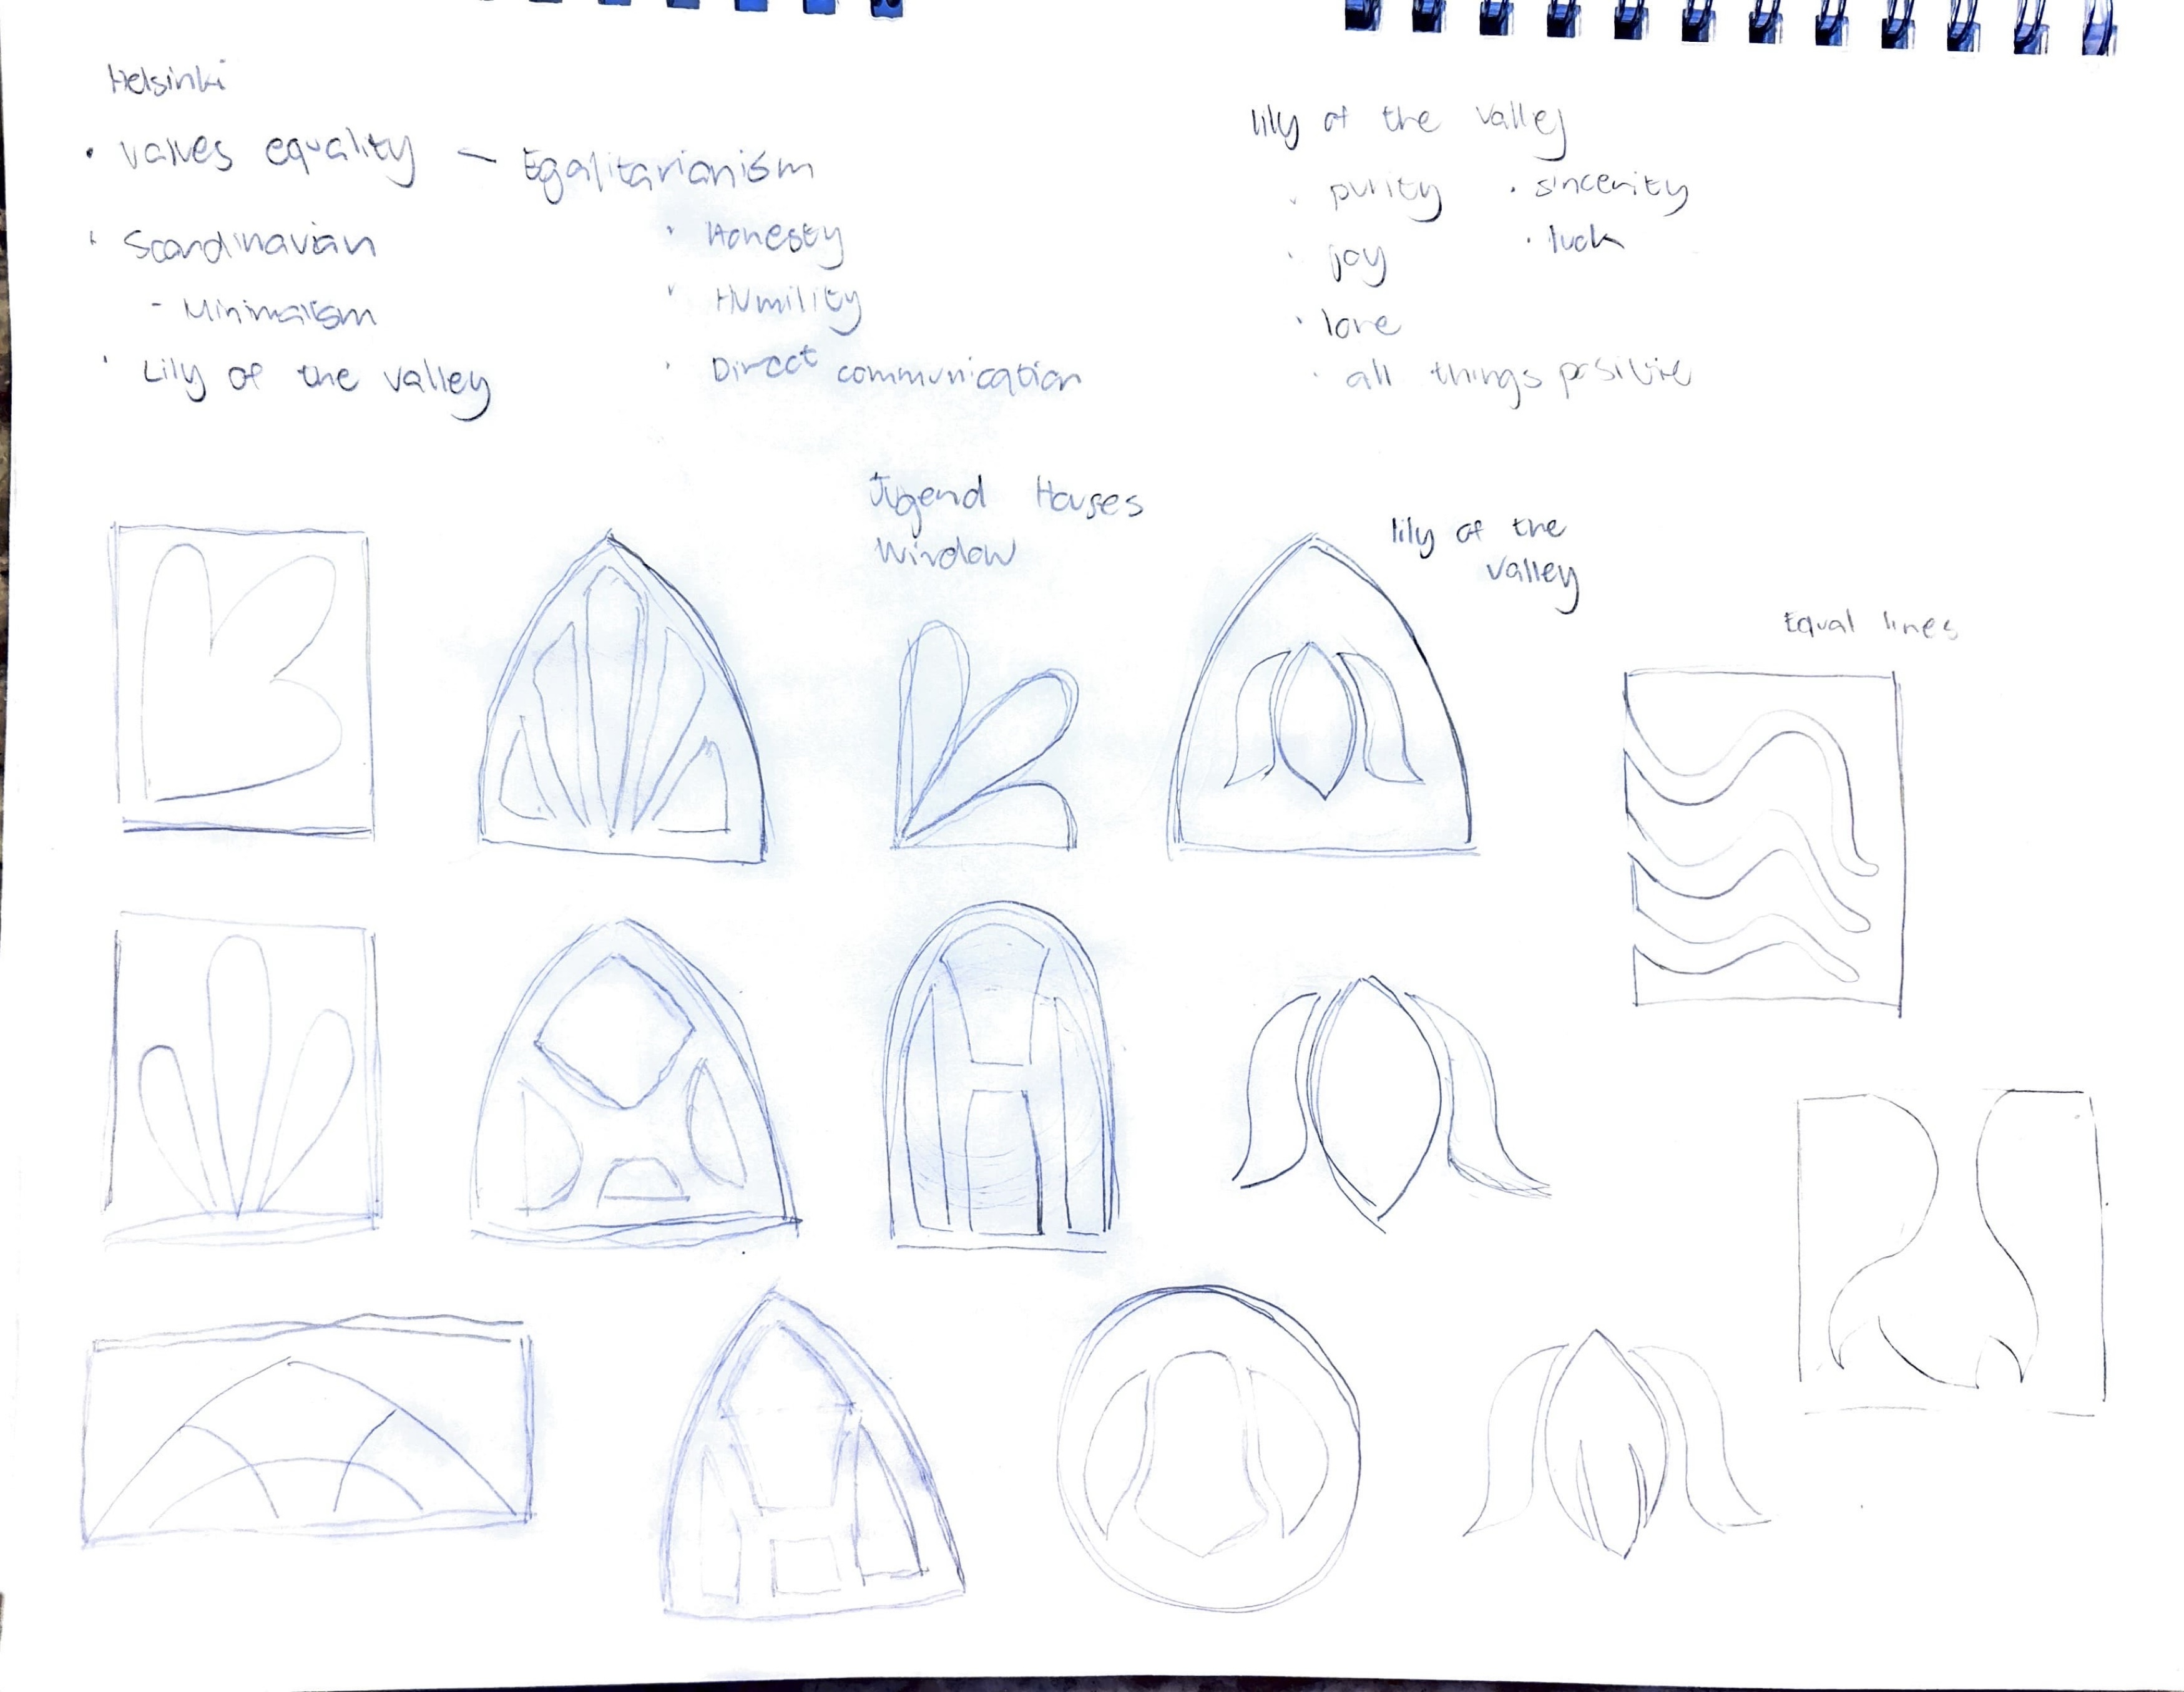 Helsinki
• values equality — Egalitarianism
• Scandinavian
- Minimalism
• Lily of the valley
• Honesty
• Humility
• Direct communication
lily of the valley
• purity • sincerity
• joy • luck
• love
• all things positive
Jugend Houses
Window
lily of the
valley
Equal lines